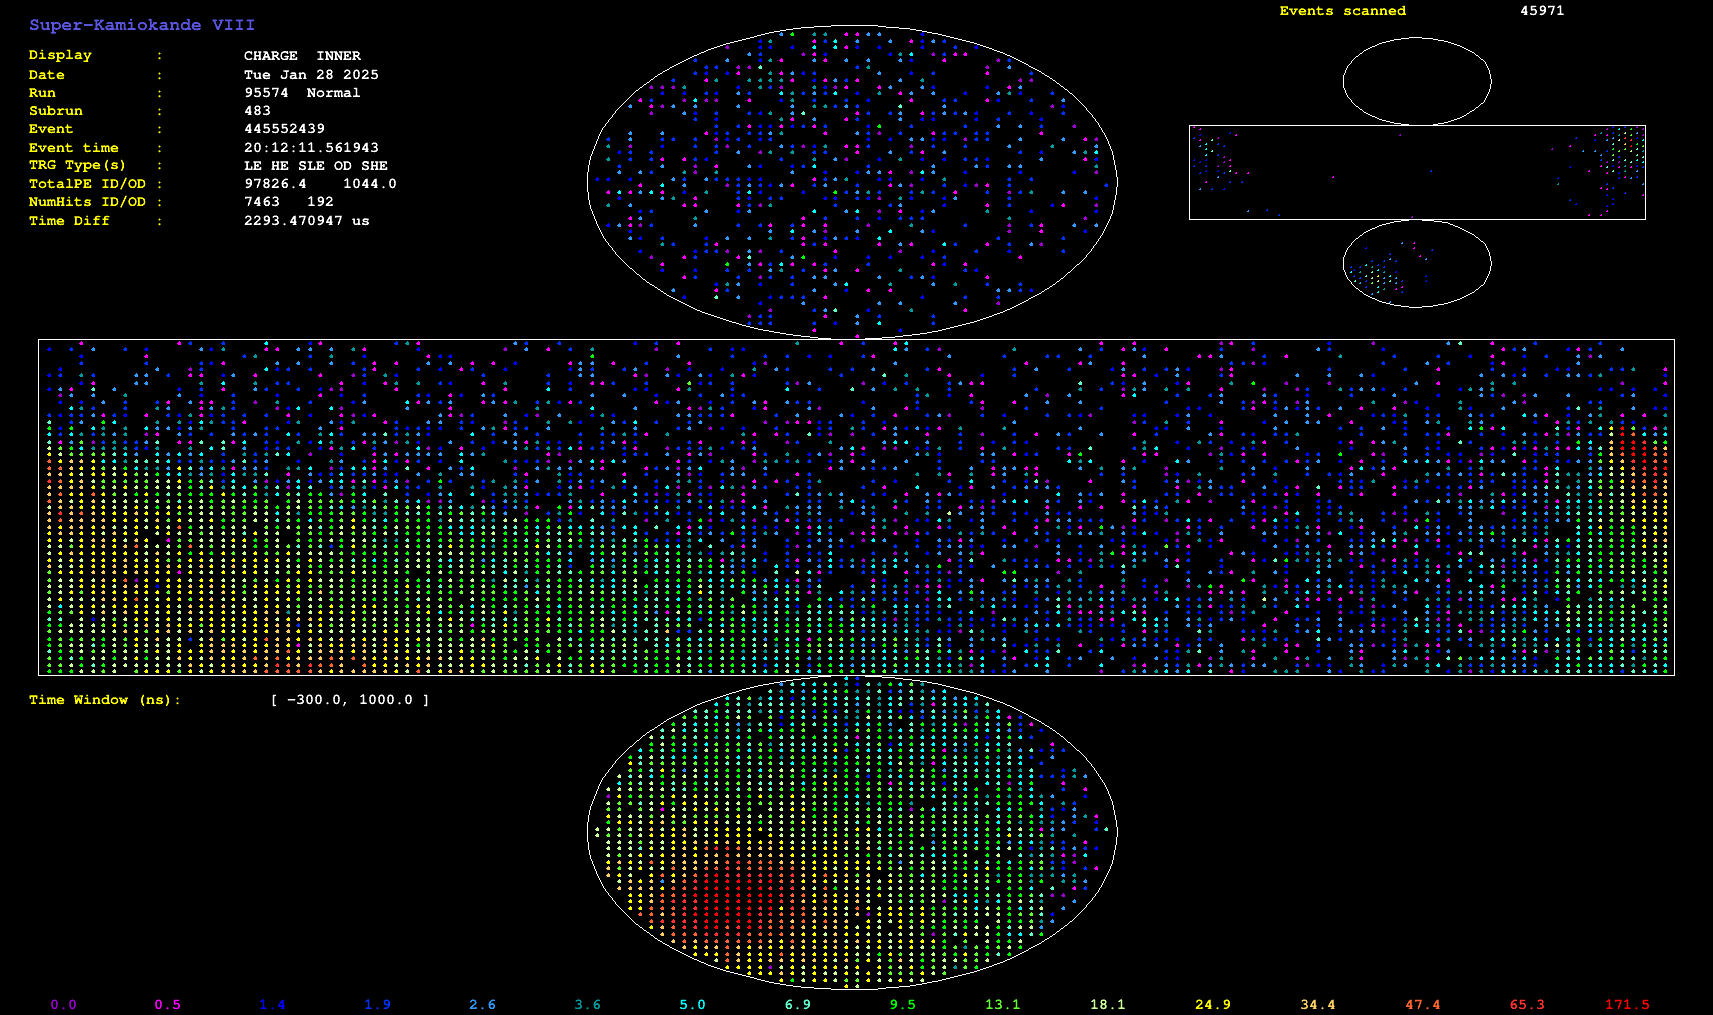 Super-Kamiokande VIII
Display : CHARGE INNER
Date : Tue Jan 28 2025
Run : 95574 Normal
Subrun : 483
Event : 445552439
Event time : 20:12:11.561943
TRG Type(s) : LE HE SLE OD SHE
TotalPE ID/OD : 97826.4 1044.0
NumHits ID/OD : 7463 192
Time Diff : 2293.470947 us
Events scanned 45971
Time Window (ns): [ -300.0, 1000.0 ]
0.0 0.5 1.4 1.9 2.6 3.6 5.0 6.9 9.5 13.1 18.1 24.9 34.4 47.4 65.3 171.5